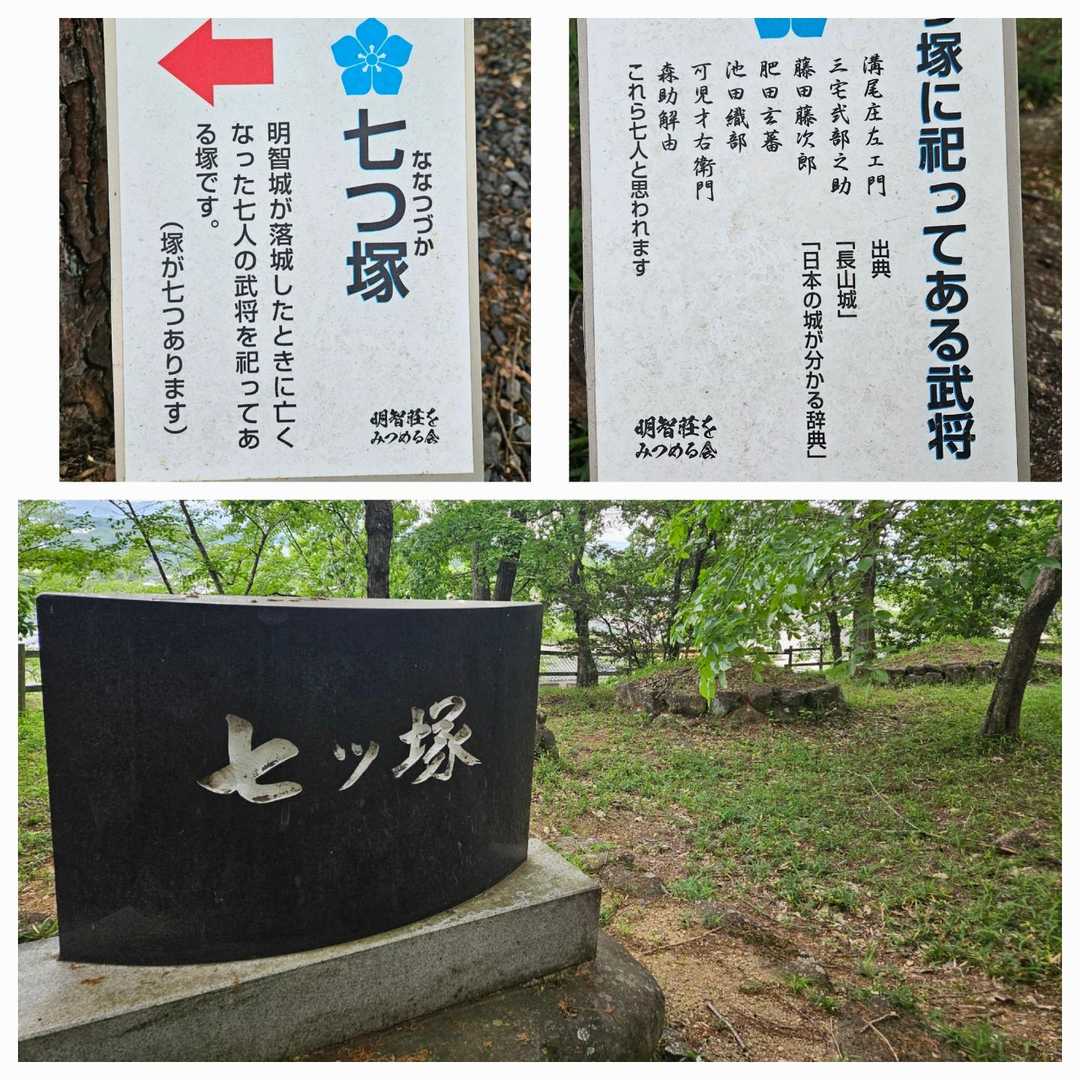 七つ塚
ななつづか
明智城が落城したときに亡く
なった七人の武将を祀ってあ
る塚です。
(塚が七つあります)
明智荘を
みつめる会
塚に祀ってある武将
溝尾庄左ェ門
三宅弐部之助
藤田藤次郎
肥田玄蕃
池田織部
可児才右衛門
森助解由
これら七人と思われます
出典
「長山城」
「日本の城が分かる辞典」
明智荘を
みつめる会
七ッ塚